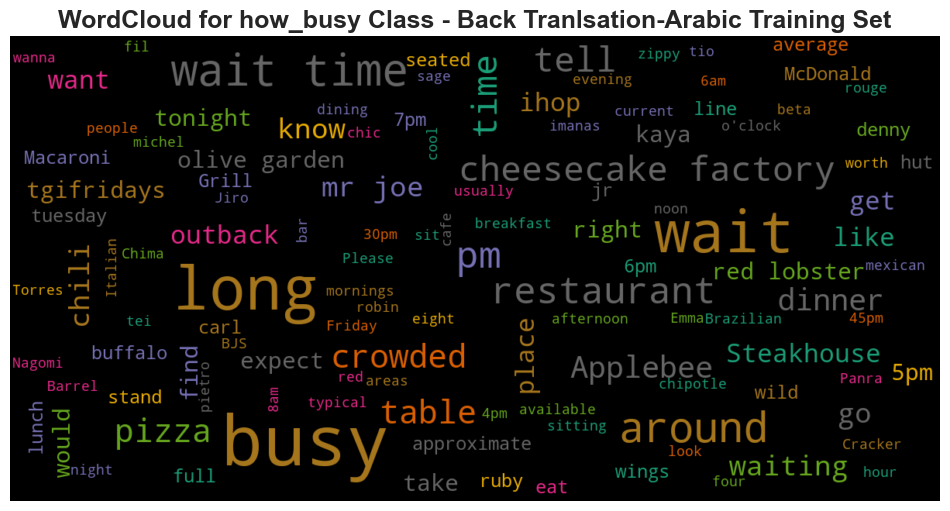 WordCloud for how_busy Class - Back Tranlsation-Arabic Training Set
fil
wanna
want
wait time
seated
sage
time
tell
zippy
tio
average
evening
6am
McDonald
rouge
tonight
people
michel
know
chic
dining
7pm
cool
ihop
imanas
current
line
beta
kaya
o'clock
denny
Macaroni
olive garden
Grill
Jiro
mr joe
usually
cheesecake factory
jr
worth
hut
tgifridays
tuesday
outback
bar
30pm
sit
cafe
breakfast
right
noon
wait
get
like
chili
Italian
Chima
long
Please
pm
6pm
red lobster
mexican
Torres
mornings
robin
restaurant
dinner
tei
carl
BJS
Friday
eight
place
afternoon
Emma
Brazilian
45pm
Nagomi
buffalo
find
pietro
expect
crowded
red
areas
Applebee
chipotle
Steakhouse
Panra
5pm
Barrel
stand
8am
typical
table
4pm
available
sitting
wild
go
lunch
would
pizza
busy
approximate
around
look
Cracker
night
full
take
ruby
eat
wings
four
waiting
hour